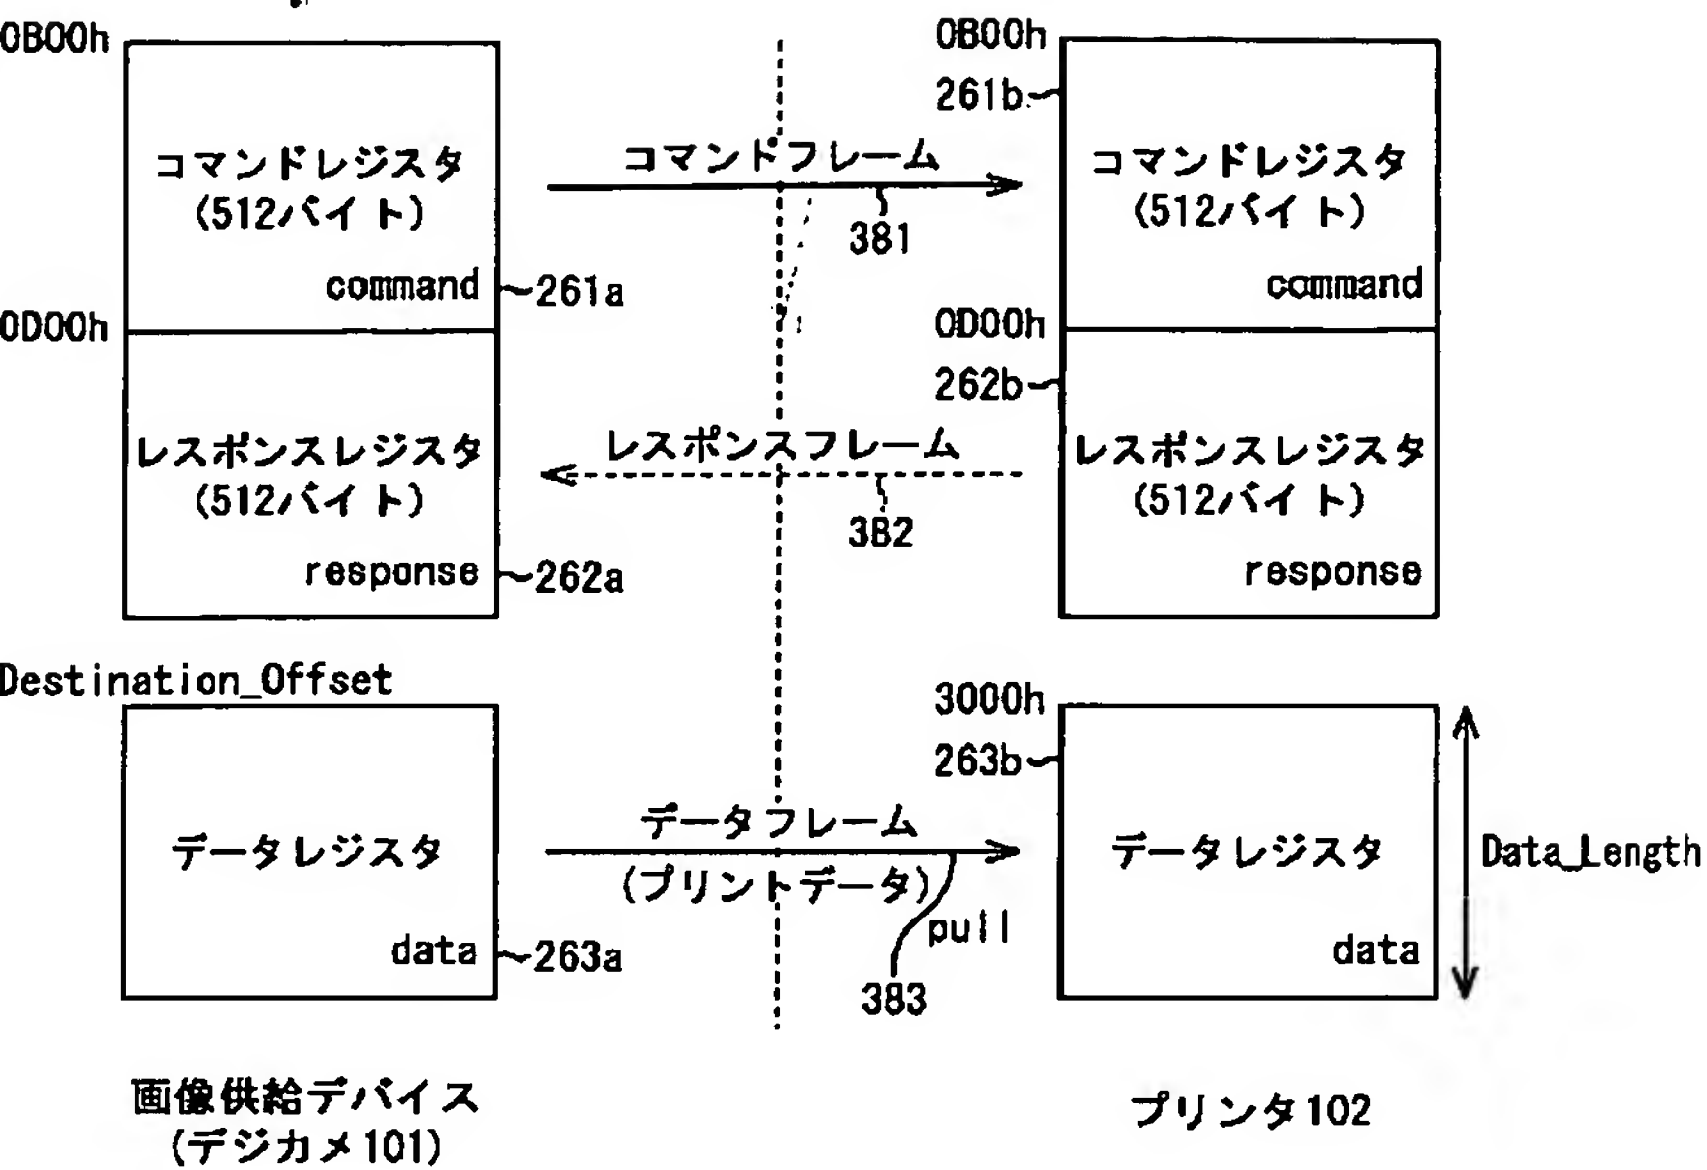 0B00h
コマンドレジスタ
(512バイト)
command
261a
0D00h
レスポンスレジスタ
(512バイト)
response
262a
コマンドフレーム
381
レスポンスフレーム
382
0B00h
261b
コマンドレジスタ
(512バイト)
command
0D00h
262b
レスポンスレジスタ
(512バイト)
response
Destination_Offset
データレジスタ
data
263a
データフレーム
(プリントデータ)
pull
383
3000h
263b
データレジスタ
data
Data_Length
画像供給デバイス
(デジカメ101)
プリンタ102